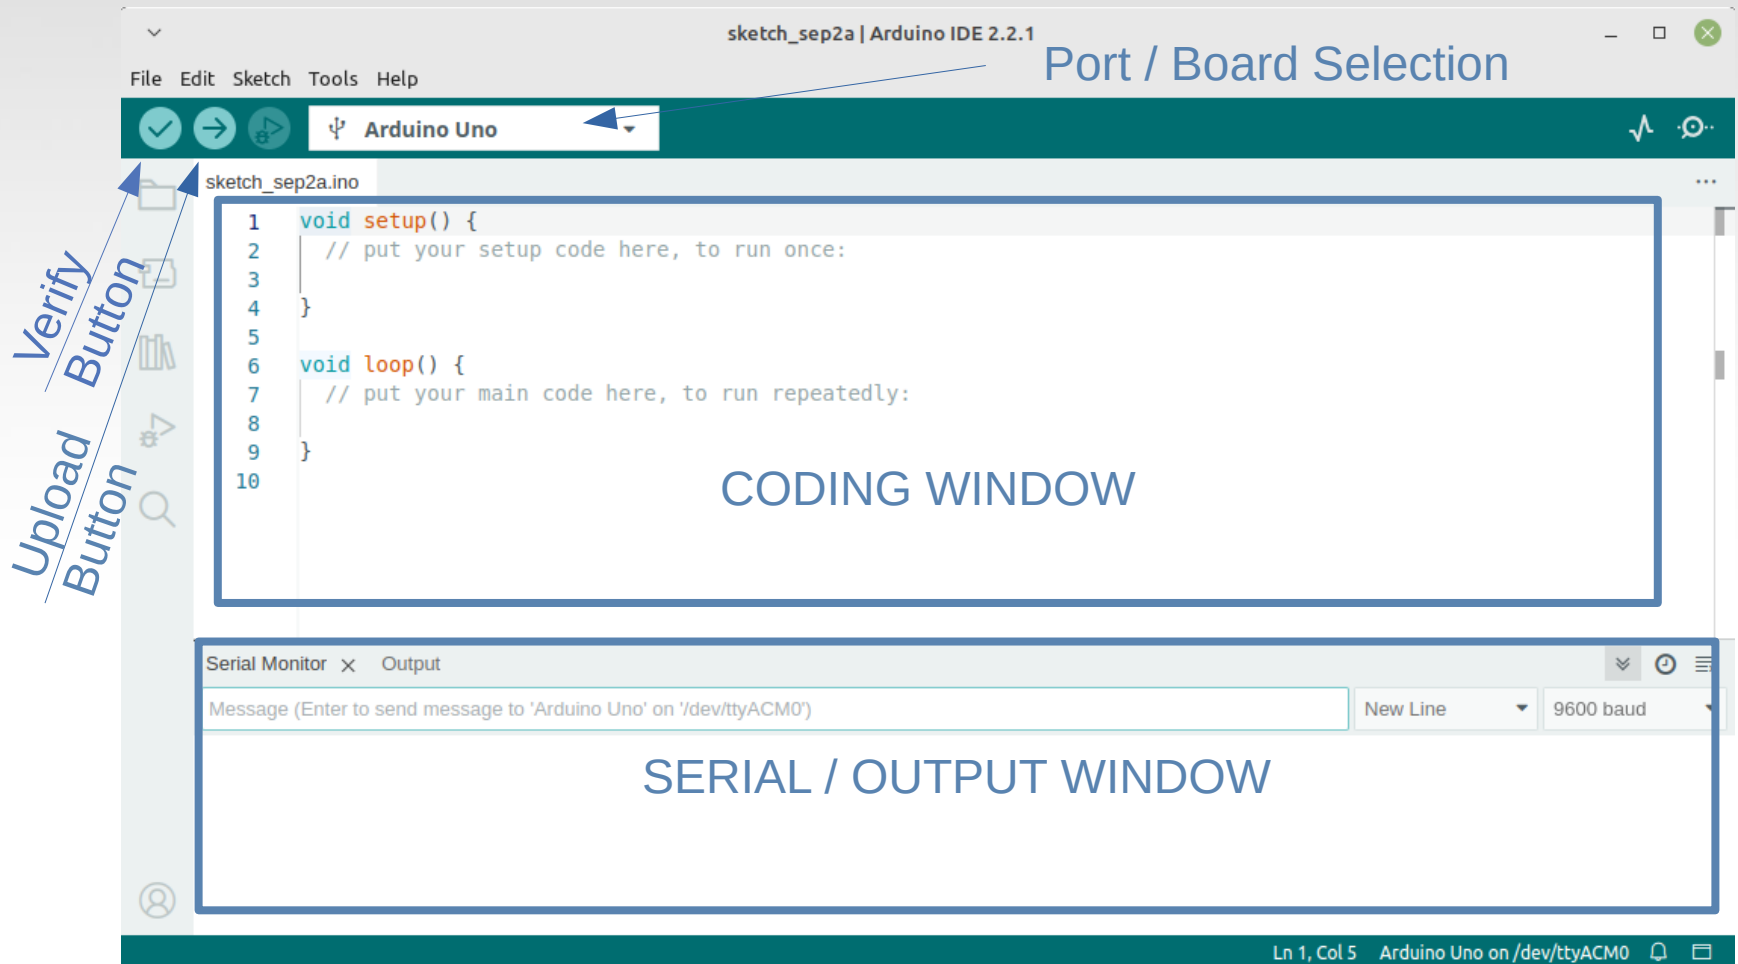 sketch_sep2a | Arduino IDE 2.2.1
Port / Board Selection
File Edit Sketch Tools Help
Arduino Uno
sketch_sep2a.ino
Verify
Button
Upload
Button
1 void setup() {
2 // put your setup code here, to run once:
3
4 }
5
6 void loop() {
7 // put your main code here, to run repeatedly:
8
9 }
10
CODING WINDOW
Serial Monitor Output
Message (Enter to send message to 'Arduino Uno' on '/dev/ttyACM0')
New Line
9600 baud
SERIAL / OUTPUT WINDOW
Ln 1, Col 5 Arduino Uno on /dev/ttyACM0